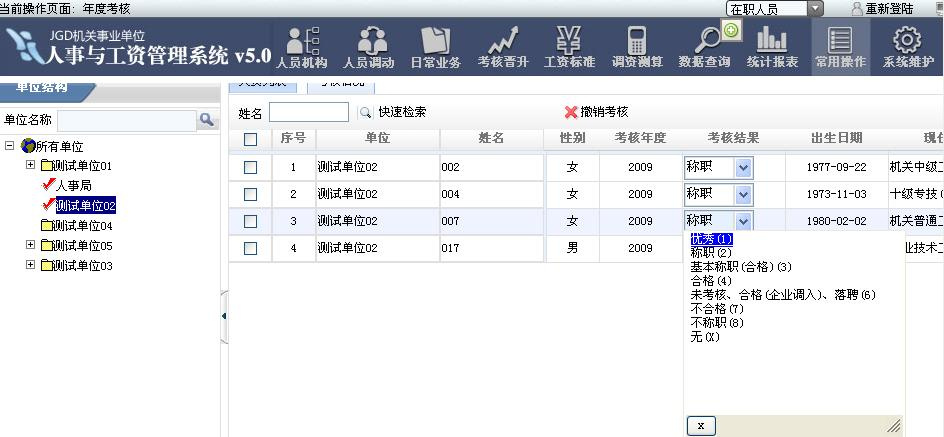 当前操作页面: 年度考核
在职人员
重新登陆
JGD机关事业单位
人事与工资管理系统 v5.0
人员机构 人员调动 日常业务 考核晋升 工资标准 调资测算 数据查询 统计报表 常用操作 系统维护
单位结构
单位名称
所有单位
测试单位01
人事局
测试单位02
测试单位04
测试单位05
测试单位03
姓名 快速检索 撤销考核
序号 单位 姓名 性别 考核年度 考核结果 出生日期
1 测试单位02 002 女 2009 称职 1977-09-22 机关中级工
2 测试单位02 004 女 2009 称职 1973-11-03 十级专技(
3 测试单位02 007 女 2009 称职 1980-02-02 机关普通工
4 测试单位02 017 男 2009 业技术工
优秀(1)
称职(2)
基本称职(合格)(3)
合格(4)
未考核、合格(企业调入)、落聘(6)
不合格(7)
不称职(8)
无(X)
x